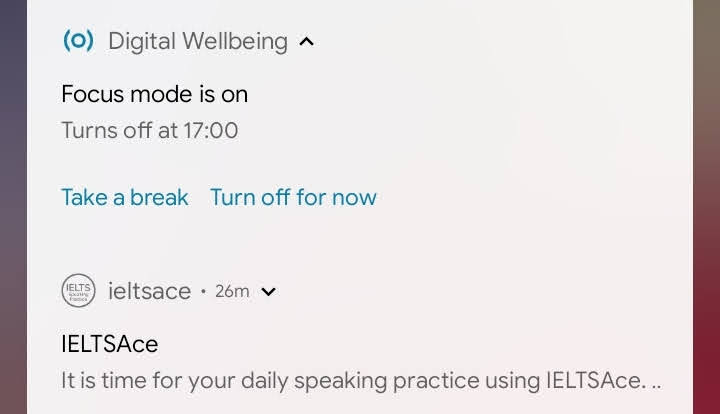 Digital Wellbeing
Focus mode is on
Turns off at 17:00
Take a break Turn off for now
IELTS
Speaking
Practice
ieltsace • 26m
IELTSAce
It is time for your daily speaking practice using IELTSAce. ..